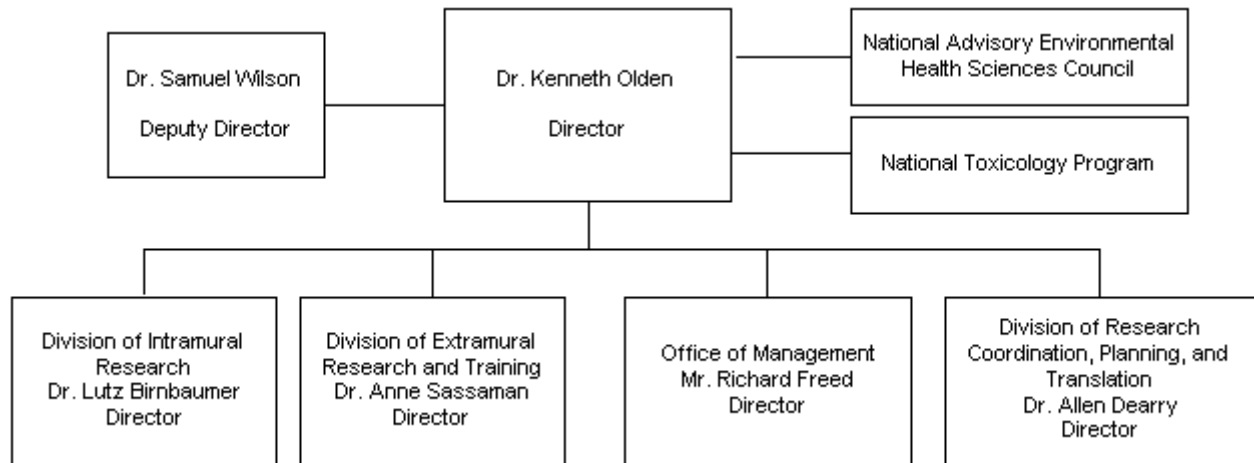 Dr. Samuel Wilson
Deputy Director
Dr. Kenneth Olden
Director
National Advisory Environmental
Health Sciences Council
National Toxicology Program
Division of Intramural
Research
Dr. Lutz Birnbaumer
Director
Division of Extramural
Research and Training
Dr. Anne Sassaman
Director
Office of Management
Mr. Richard Freed
Director
Division of Research
Coordination, Planning, and
Translation
Dr. Allen Dearry
Director